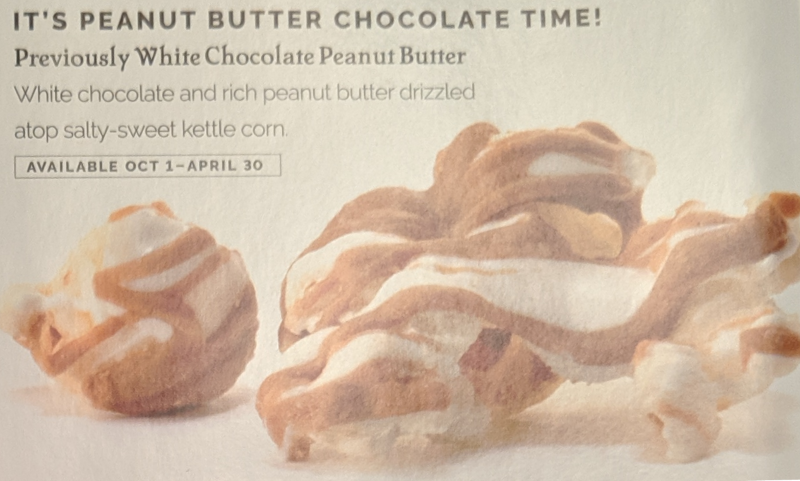 IT'S PEANUT BUTTER CHOCOLATE TIME!
Previously White Chocolate Peanut Butter
White chocolate and rich peanut butter drizzled
atop salty-sweet kettle corn.
AVAILABLE OCT 1–APRIL 30